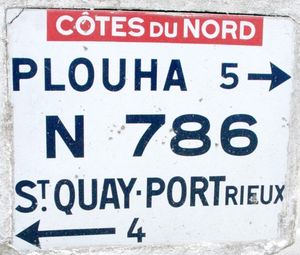 CÔTES DU NORD
PLOUHA 5 →
N 786
ST QUAY-PORTRIEUX
← 4